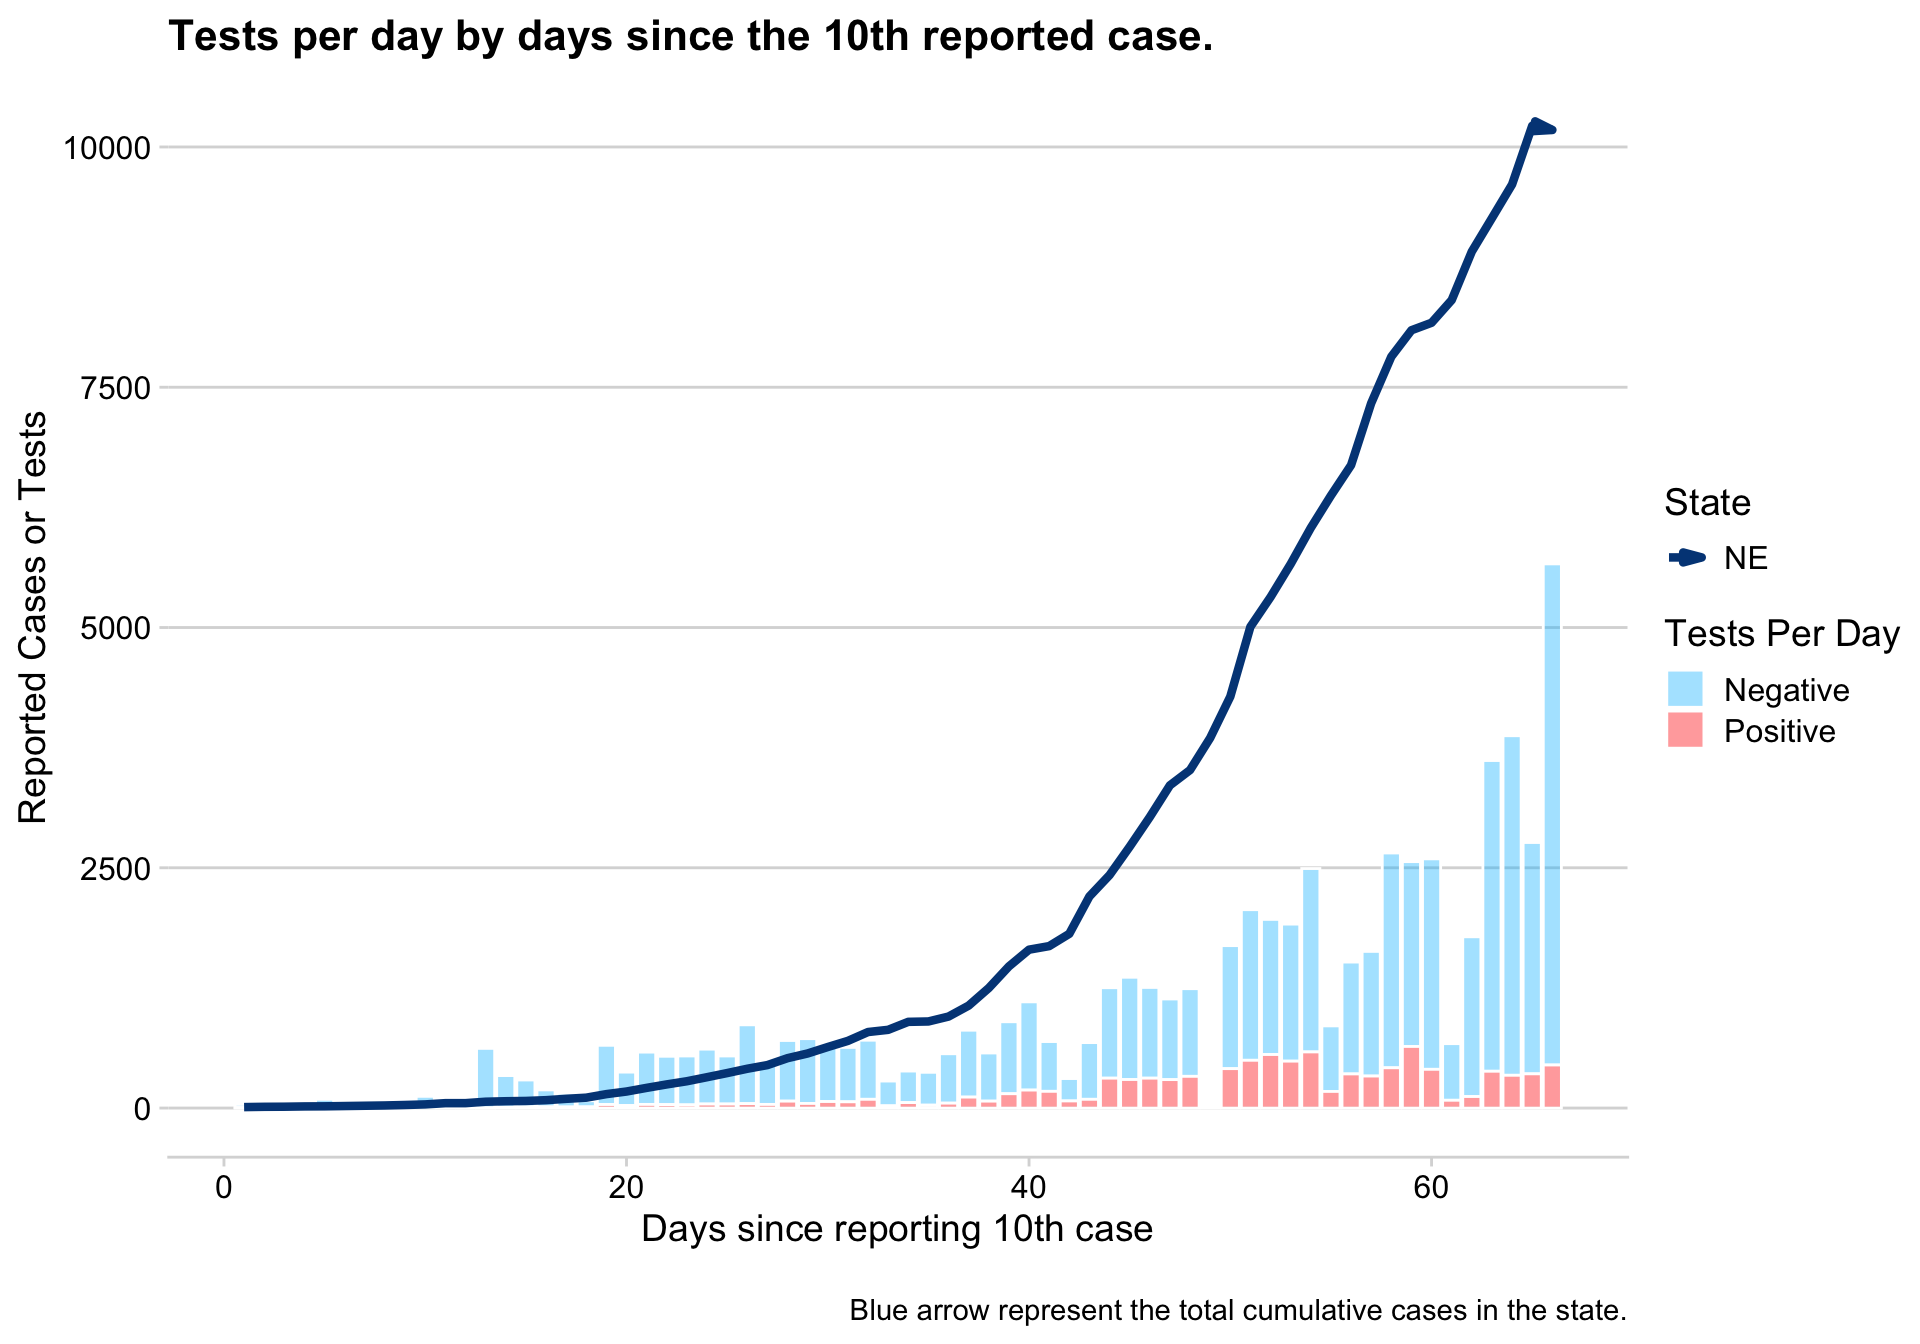 Tests per day by days since the 10th reported case.
10000
7500
5000
2500
0
Reported Cases or Tests
0 20 40 60
Days since reporting 10th case
State
NE
Tests Per Day
Negative
Positive
Blue arrow represent the total cumulative cases in the state.